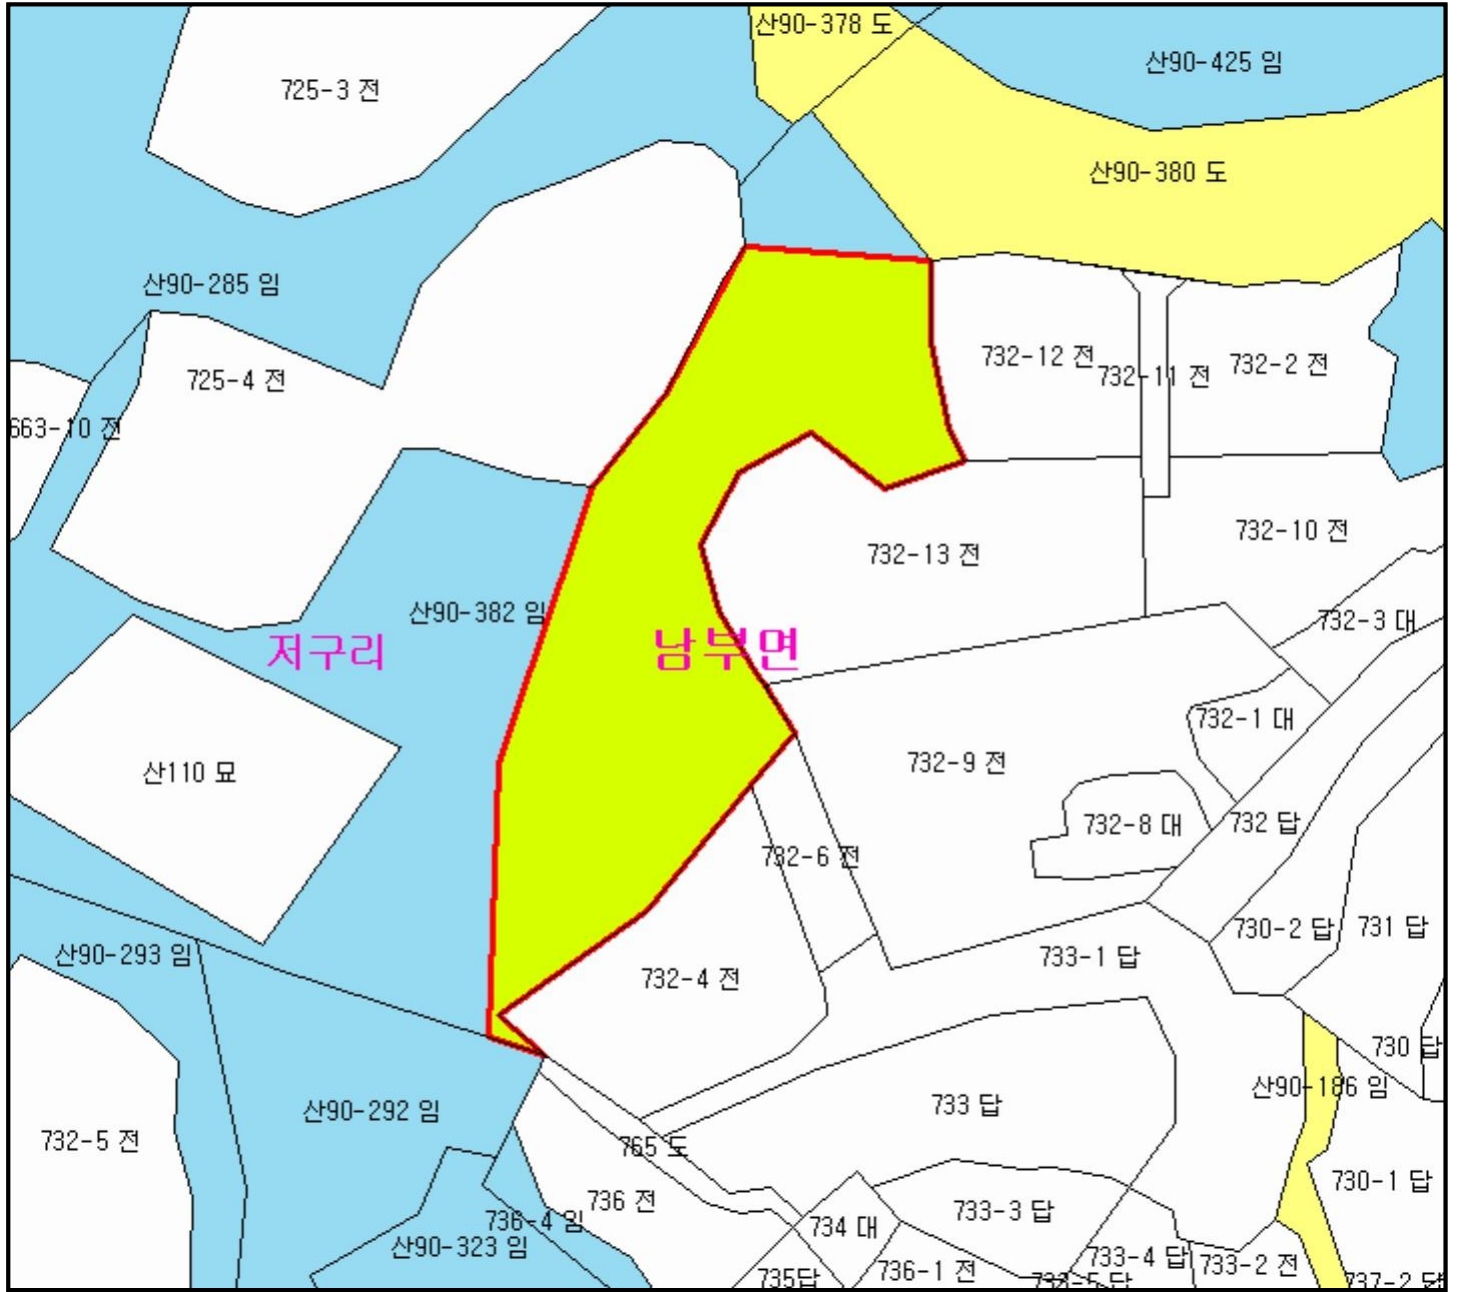 산90-378 도
산90-425 임
725-3 전
산90-380 도
산90-285 임
732-12 전
732-11 전
732-2 전
725-4 전
663-10 전
732-10 전
732-13 전
산90-382 임
732-3 대
저구리
남부면
732-1 대
산110 묘
732-9 전
732-8 대
732 답
732-6 전
730-2 답
731 답
산90-293 임
733-1 답
732-4 전
730 답
산90-186 임
산90-292 임
733 답
732-5 전
765 도
730-1 답
736 전
733-3 답
736-4 임
734 대
산90-323 임
733-4 답
733-2 전
736-1 전
735답
733-5 답
737-2 답